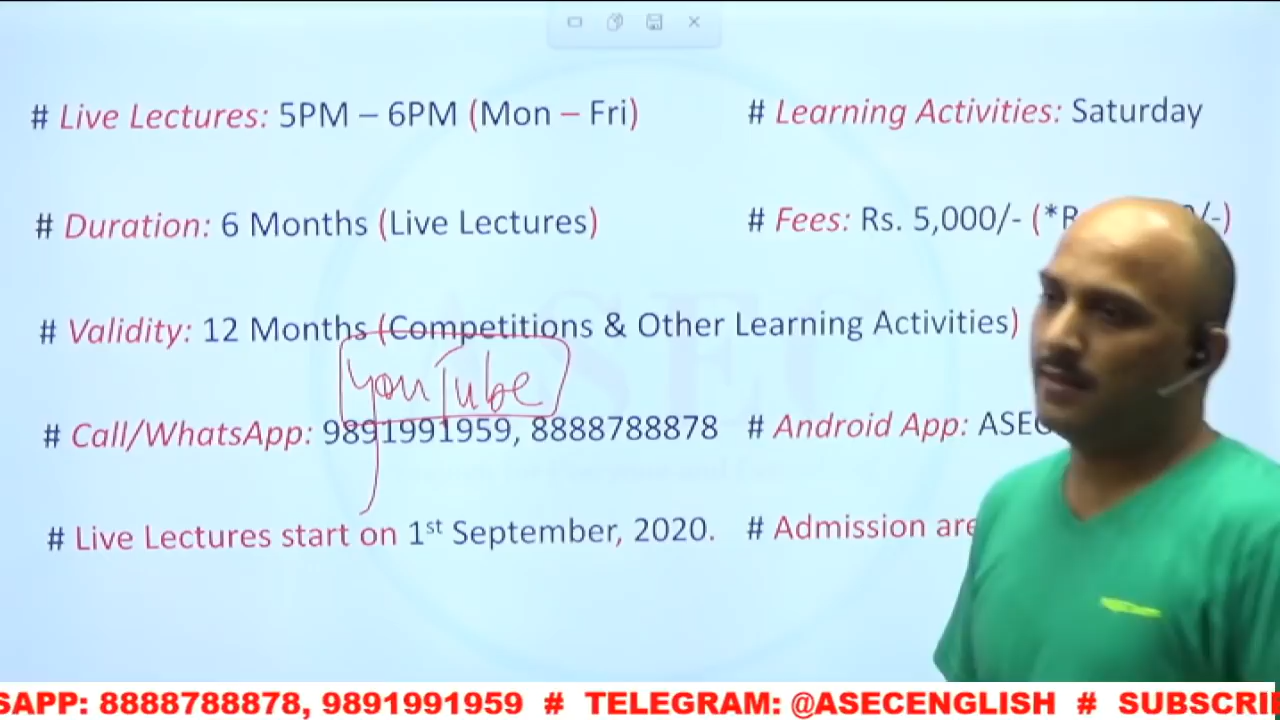 # Live Lectures: 5PM – 6PM (Mon – Fri)
# Learning Activities: Saturday
# Duration: 6 Months (Live Lectures)
# Fees: Rs. 5,000/- (*R /-)
# Validity: 12 Months (Competitions & Other Learning Activities)
YouTube
# Call/WhatsApp: 9891991959, 8888788878
# Android App: ASEC
# Live Lectures start on 1st September, 2020.
# Admission are
SAPP: 8888788878, 9891991959 # TELEGRAM: @ASECENGLISH # SUBSCRI